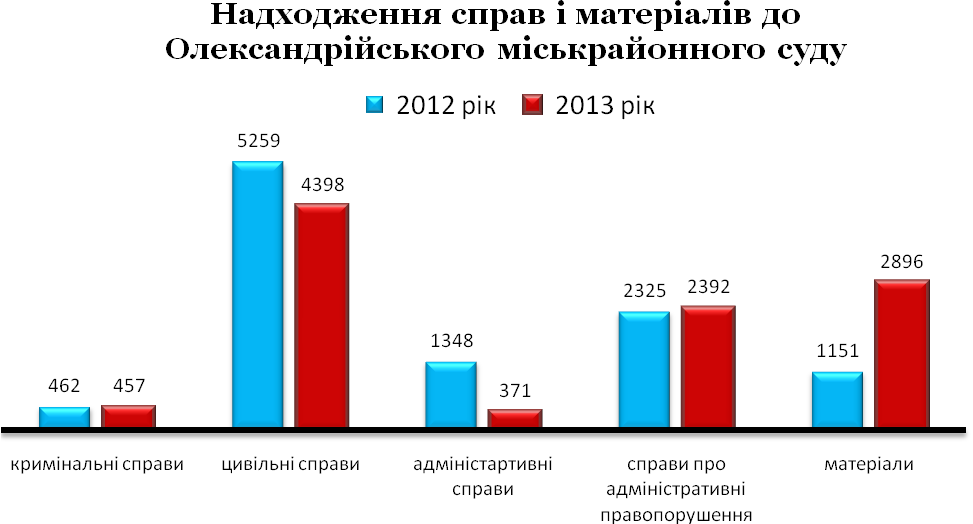 Надходження справ і матеріалів до
Олександрійського міськрайонного суду
2012 рік 2013 рік
5259
4398
2896
2325 2392
1348
1151
462 457
371
кримінальні справи цивільні справи адміністартивні справи про матеріали
справи адміністративні
правопорушення